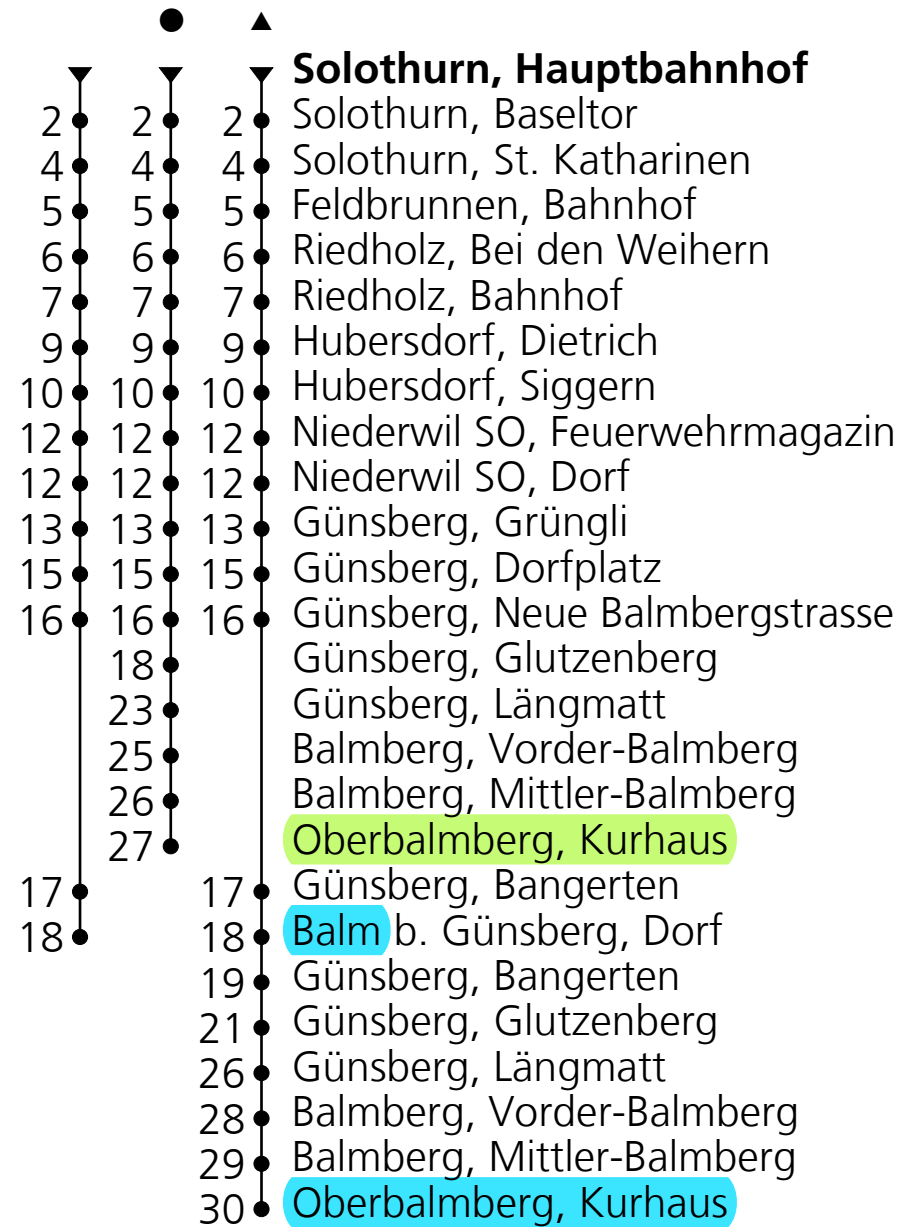 Solothurn, Hauptbahnhof
2 2 2 Solothurn, Baseltor
4 4 4 Solothurn, St. Katharinen
5 5 5 Feldbrunnen, Bahnhof
6 6 6 Riedholz, Bei den Weihern
7 7 7 Riedholz, Bahnhof
9 9 9 Hubersdorf, Dietrich
10 10 10 Hubersdorf, Siggern
12 12 12 Niederwil SO, Feuerwehrmagazin
12 12 12 Niederwil SO, Dorf
13 13 13 Günsberg, Grüngli
15 15 15 Günsberg, Dorfplatz
16 16 16 Günsberg, Neue Balmbergstrasse
18 Günsberg, Glutzenberg
23 Günsberg, Längmatt
25 Balmberg, Vorder-Balmberg
26 Balmberg, Mittler-Balmberg
27 Oberbalmberg, Kurhaus
17 17 Günsberg, Bangerten
18 18 Balm b. Günsberg, Dorf
19 Günsberg, Bangerten
21 Günsberg, Glutzenberg
26 Günsberg, Längmatt
28 Balmberg, Vorder-Balmberg
29 Balmberg, Mittler-Balmberg
30 Oberbalmberg, Kurhaus